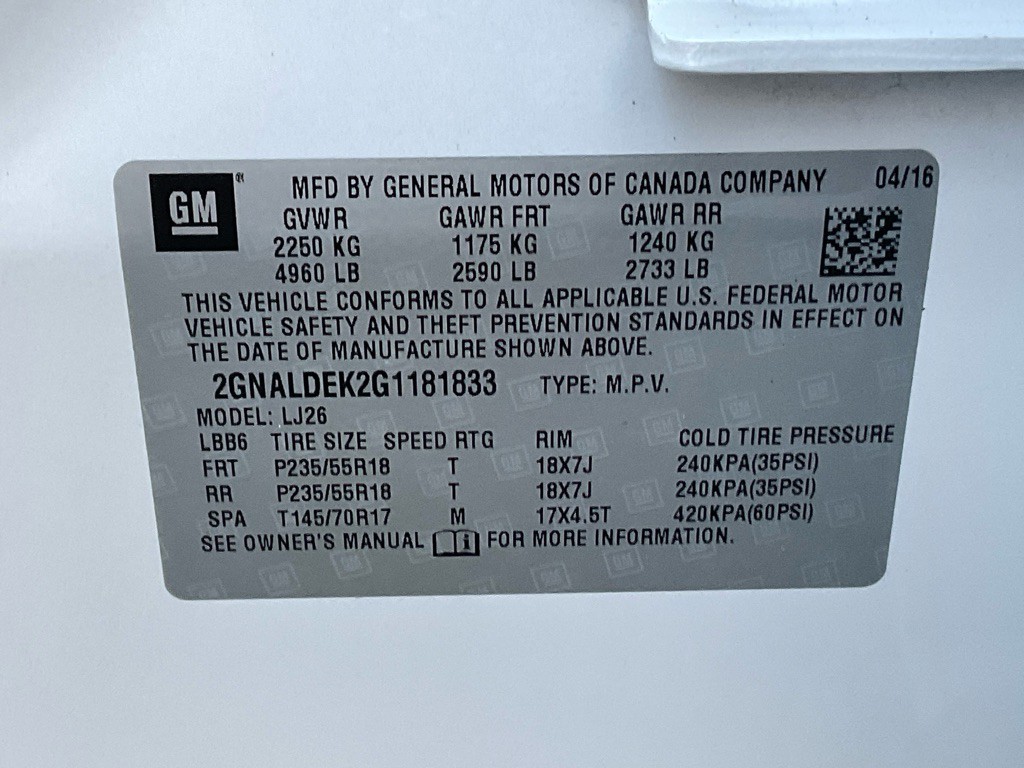 GM® MFD BY GENERAL MOTORS OF CANADA COMPANY 04/16
GVWR GAWR FRT GAWR RR
2250 KG 1175 KG 1240 KG
4960 LB 2590 LB 2733 LB
THIS VEHICLE CONFORMS TO ALL APPLICABLE U.S. FEDERAL MOTOR
VEHICLE SAFETY AND THEFT PREVENTION STANDARDS IN EFFECT ON
THE DATE OF MANUFACTURE SHOWN ABOVE.
2GNALDEK2G1181833 TYPE: M.P.V.
MODEL: LJ26
LBB6 TIRE SIZE SPEED RTG RIM COLD TIRE PRESSURE
FRT P235/55R18 T 18X7J 240KPA(35PSI)
RR P235/55R18 T 18X7J 240KPA(35PSI)
SPA T145/70R17 M 17X4.5T 420KPA(60PSI)
SEE OWNER'S MANUAL i FOR MORE INFORMATION.